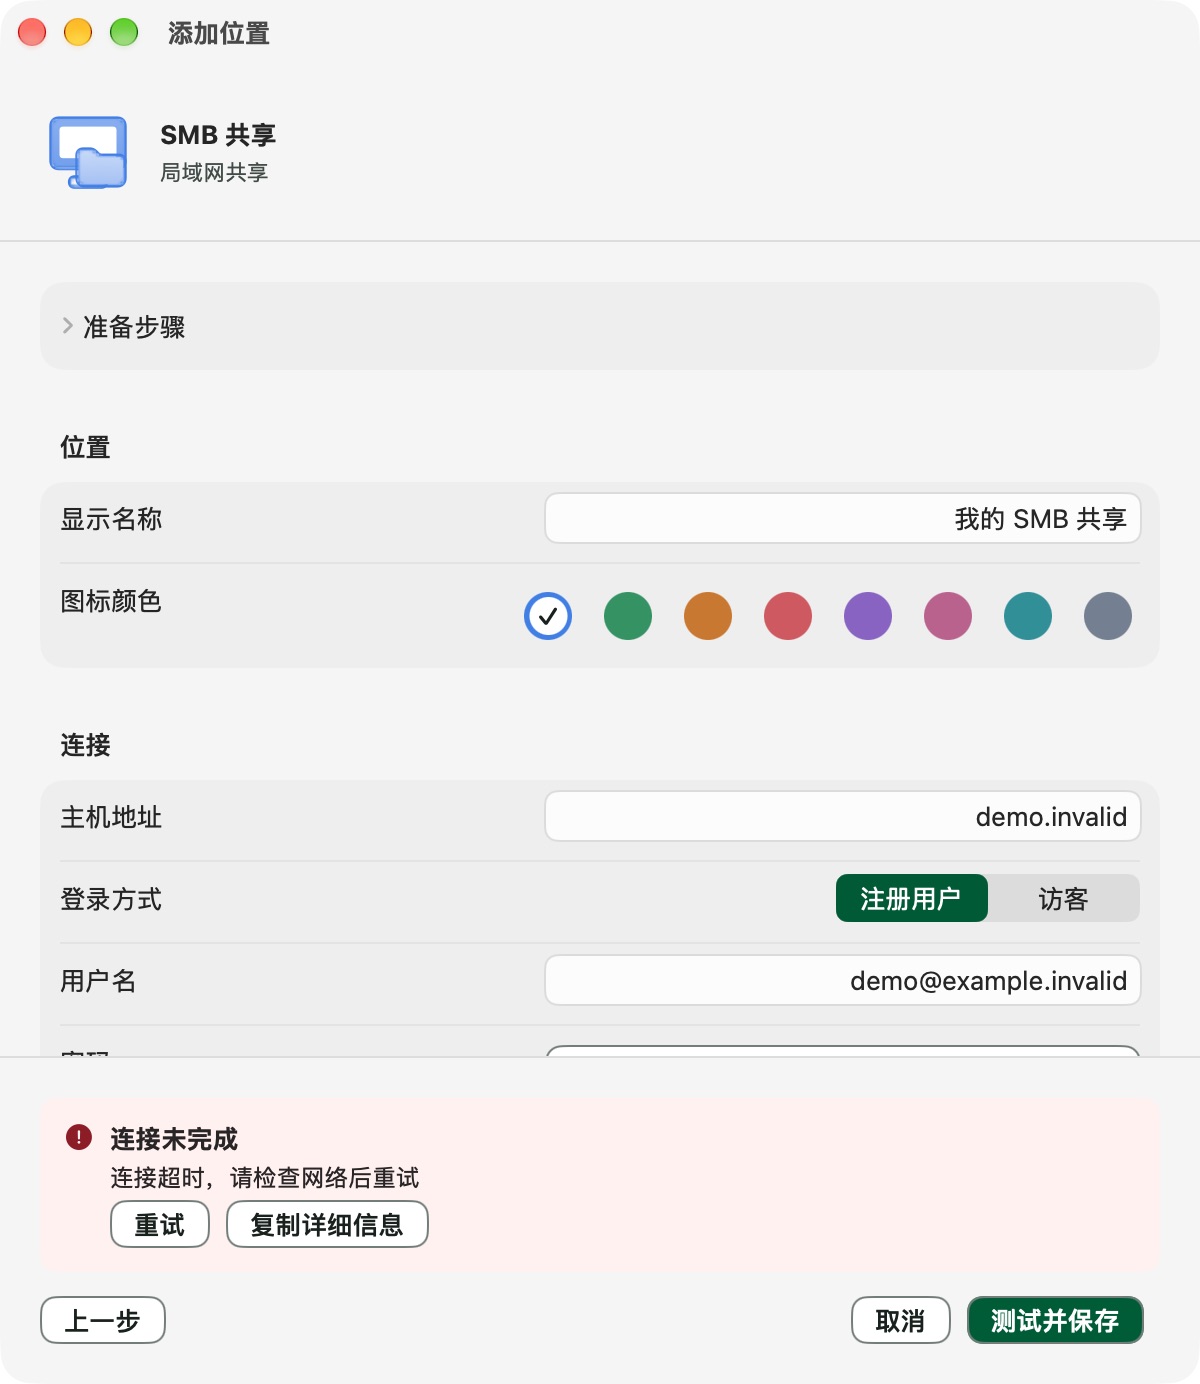 添加位置
SMB 共享
局域网共享
准备步骤
位置
显示名称
我的 SMB 共享
图标颜色
连接
主机地址
demo.invalid
登录方式
注册用户
访客
用户名
demo@example.invalid
连接未完成
连接超时，请检查网络后重试
重试
复制详细信息
上一步
取消
测试并保存